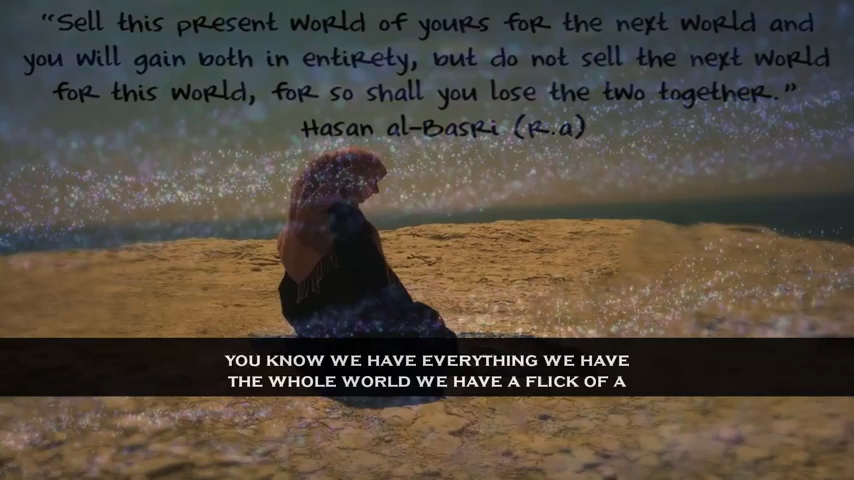 "Sell this present world of yours for the next world and
you will gain both in entirety, but do not sell the next world
for this world, for so shall you lose the two together."
Hasan al-Basri (R.a)
YOU KNOW WE HAVE EVERYTHING WE HAVE
THE WHOLE WORLD WE HAVE A FLICK OF A